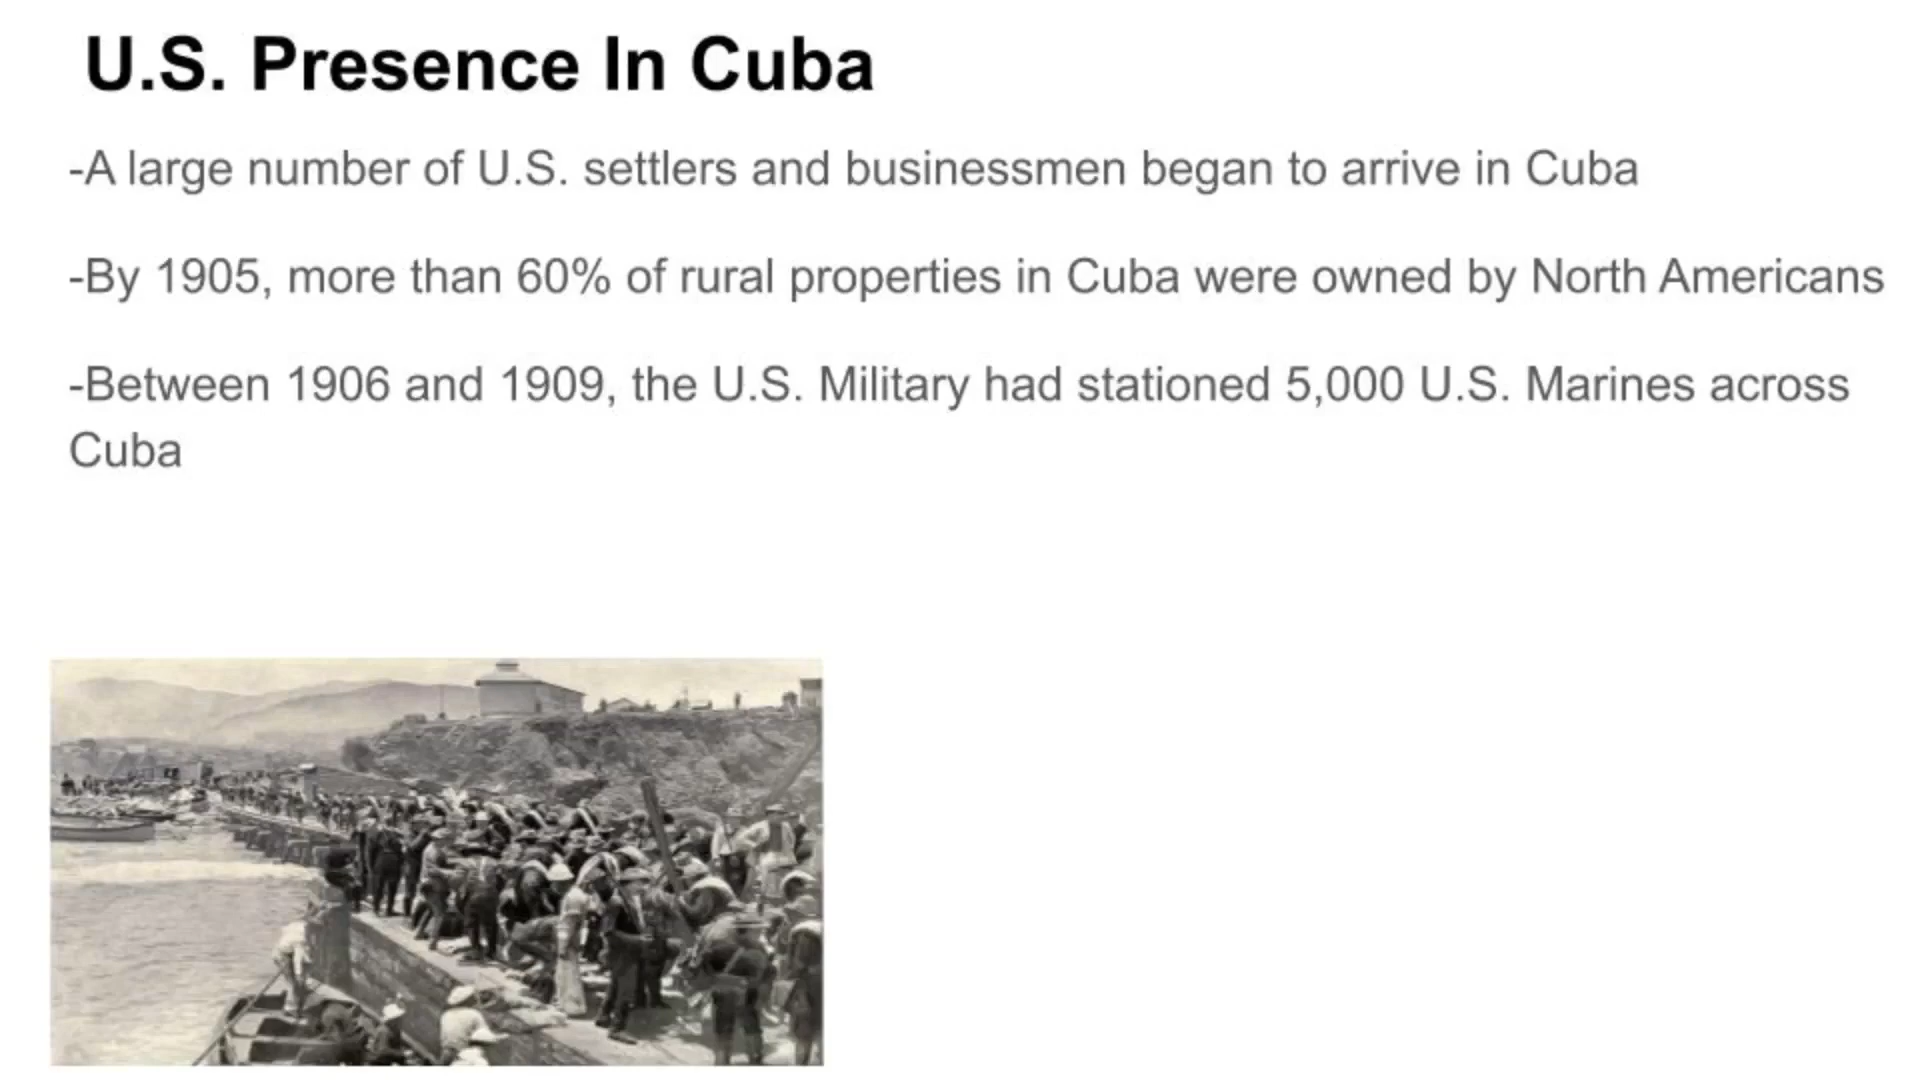 U.S. Presence In Cuba
-A large number of U.S. settlers and businessmen began to arrive in Cuba
-By 1905, more than 60% of rural properties in Cuba were owned by North Americans
-Between 1906 and 1909, the U.S. Military had stationed 5,000 U.S. Marines across
Cuba